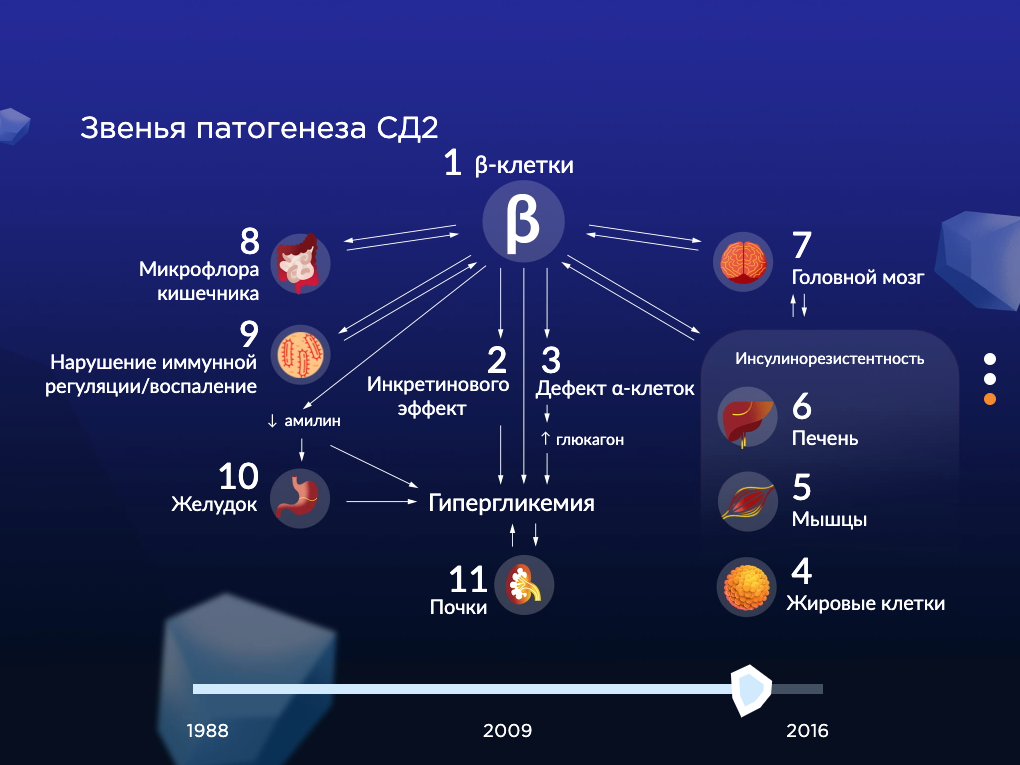 Звенья патогенеза СД2
1 β-клетки
β
8
Микрофлора
кишечника
9
Нарушение иммунной
регуляции/воспаление
↓ амилин
10
Желудок
2
Инкретинового
эффект
3
Дефект α-клеток
↑ глюкагон
Гипергликемия
11
Почки
7
Головной мозг
Инсулинорезистентность
6
Печень
5
Мышцы
4
Жировые клетки
1988
2009
2016